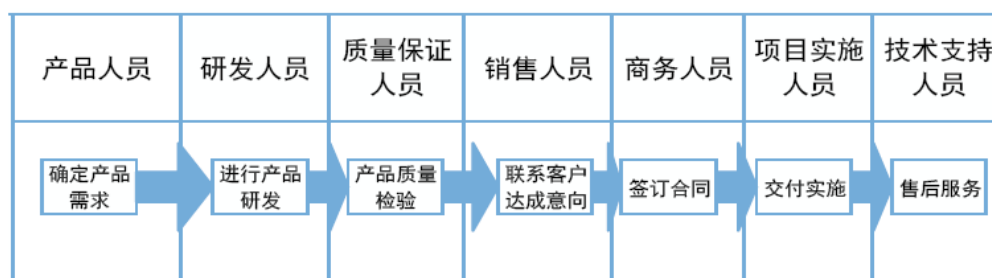 产品人员
研发人员
质量保证
人员
销售人员
商务人员
项目实施
人员
技术支持
人员
确定产品
需求
进行产品
研发
产品质量
检验
联系客户
达成意向
签订合同
交付实施
售后服务